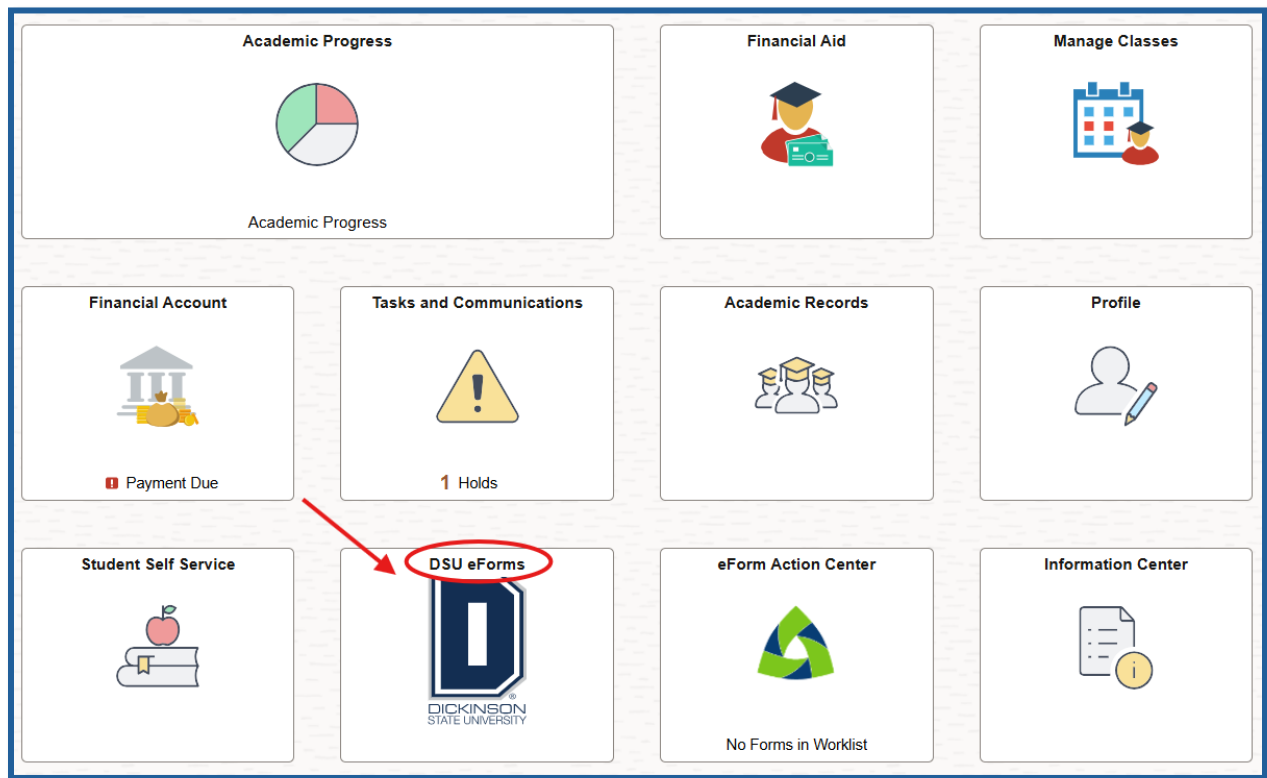 Academic Progress
Financial Aid
Manage Classes
Academic Progress
Financial Account
Tasks and Communications
Academic Records
Profile
! Payment Due
1 Holds
Student Self Service
DSU eForms
eForm Action Center
Information Center
D
®
DICKINSON
STATE UNIVERSITY
No Forms in Worklist